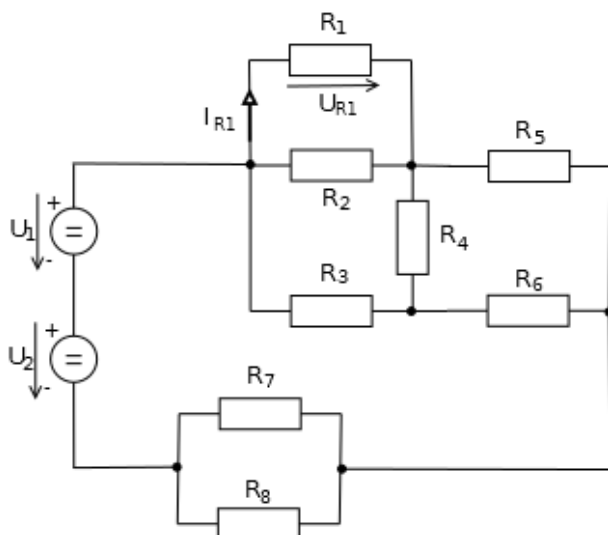 R1
UR1
IR1
R5
R2
U1
+
=
-
R4
R3
R6
U2
+
=
-
R7
R8